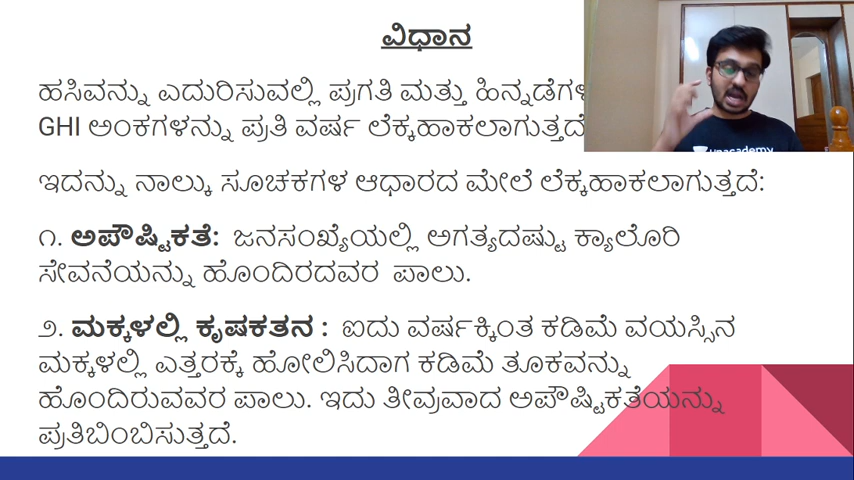 ವಿಧಾನ
ಹಸಿವನ್ನು ಎದುರಿಸುವಲ್ಲಿ ಪ್ರಗತಿ ಮತ್ತು ಹಿನ್ನಡೆಗಳ
GHI ಅಂಕಗಳನ್ನು ಪ್ರತಿ ವರ್ಷ ಲೆಕ್ಕಹಾಕಲಾಗುತ್ತದೆ
ಇದನ್ನು ನಾಲ್ಕು ಸೂಚಕಗಳ ಆಧಾರದ ಮೇಲೆ ಲೆಕ್ಕಹಾಕಲಾಗುತ್ತದೆ:
೧. ಅಪೌಷ್ಟಿಕತೆ: ಜನಸಂಖ್ಯೆಯಲ್ಲಿ ಅಗತ್ಯದಷ್ಟು ಕ್ಯಾಲೊರಿ
ಸೇವನೆಯನ್ನು ಹೊಂದಿರದವರ ಪಾಲು.
೨. ಮಕ್ಕಳಲ್ಲಿ ಕೃಷಕತನ : ಐದು ವರ್ಷಕ್ಕಿಂತ ಕಡಿಮೆ ವಯಸ್ಸಿನ
ಮಕ್ಕಳಲ್ಲಿ ಎತ್ತರಕ್ಕೆ ಹೋಲಿಸಿದಾಗ ಕಡಿಮೆ ತೂಕವನ್ನು
ಹೊಂದಿರುವವರ ಪಾಲು. ಇದು ತೀವ್ರವಾದ ಅಪೌಷ್ಟಿಕತೆಯನ್ನು
ಪ್ರತಿಬಿಂಬಿಸುತ್ತದೆ.
unacademy